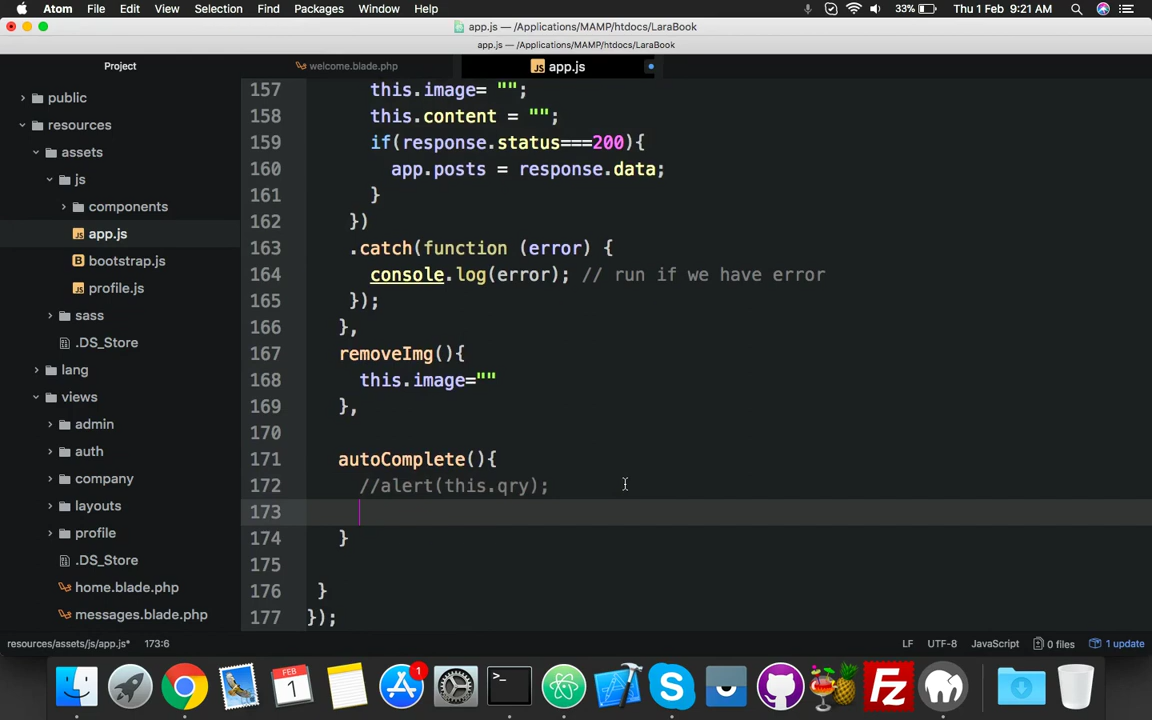 Atom File Edit View Selection Find Packages Window Help 33% Thu 1 Feb 9:21 AM
app.js — /Applications/MAMP/htdocs/LaraBook
app.js — /Applications/MAMP/htdocs/LaraBook
Project
welcome.blade.php
app.js
public
resources
assets
js
components
app.js
bootstrap.js
profile.js
sass
.DS_Store
lang
views
admin
auth
company
layouts
profile
.DS_Store
home.blade.php
messages.blade.php
157 this.image= "";
158 this.content = "";
159 if(response.status===200){
160 app.posts = response.data;
161 }
162 })
163 .catch(function (error) {
164 console.log(error); // run if we have error
165 });
166 },
167 removeImg(){
168 this.image=""
169 },
170
171 autoComplete(){
172 //alert(this.qry);
173
174 }
175
176 }
177 });
resources/assets/js/app.js* 173:6 LF UTF-8 JavaScript 0 files 1 update
FEB
1
1
>_
S
Fz